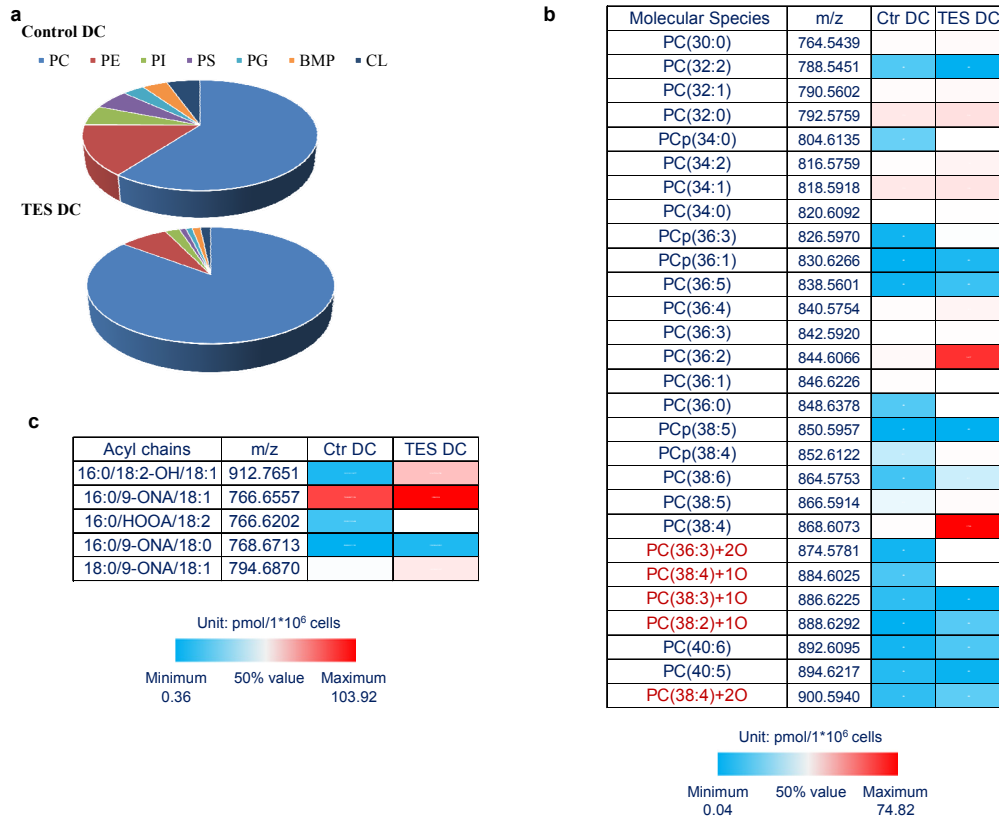 a
Control DC
PC PE PI PS PG BMP CL
TES DC
b
Molecular Species m/z Ctr DC TES DC
PC(30:0) 764.5439
PC(32:2) 788.5451
PC(32:1) 790.5602
PC(32:0) 792.5759
PCp(34:0) 804.6135
PC(34:2) 816.5759
PC(34:1) 818.5918
PC(34:0) 820.6092
PCp(36:3) 826.5970
PCp(36:1) 830.6266
PC(36:5) 838.5601
PC(36:4) 840.5754
PC(36:3) 842.5920
PC(36:2) 844.6066
PC(36:1) 846.6226
PC(36:0) 848.6378
PCp(38:5) 850.5957
PCp(38:4) 852.6122
PC(38:6) 864.5753
PC(38:5) 866.5914
PC(38:4) 868.6073
PC(36:3)+2O 874.5781
PC(38:4)+1O 884.6025
PC(38:3)+1O 886.6225
PC(38:2)+1O 888.6292
PC(40:6) 892.6095
PC(40:5) 894.6217
PC(38:4)+2O 900.5940
Unit: pmol/1*10⁶ cells
Minimum 50% value Maximum
0.04 74.82
c
Acyl chains m/z Ctr DC TES DC
16:0/18:2-OH/18:1 912.7651
16:0/9-ONA/18:1 766.6557
16:0/HOOA/18:2 766.6202
16:0/9-ONA/18:0 768.6713
18:0/9-ONA/18:1 794.6870
Unit: pmol/1*10⁶ cells
Minimum 50% value Maximum
0.36 103.92